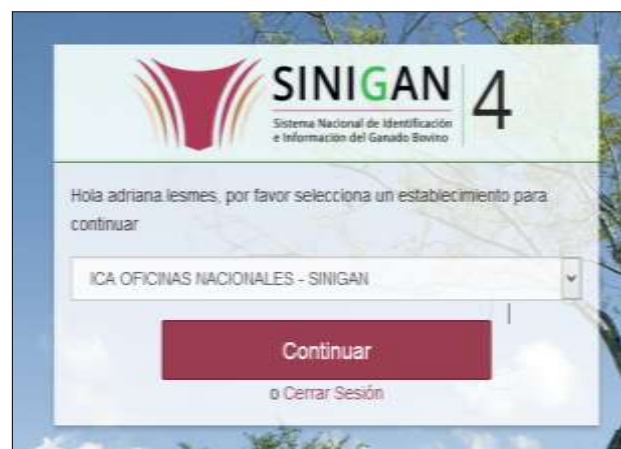 SINIGAN 4
Sistema Nacional de Identificación
e Información del Ganado Bovino
Hola adriana.lesmes, por favor selecciona un establecimiento para
continuar
ICA OFICINAS NACIONALES - SINIGAN
Continuar
o Cerrar Sesión